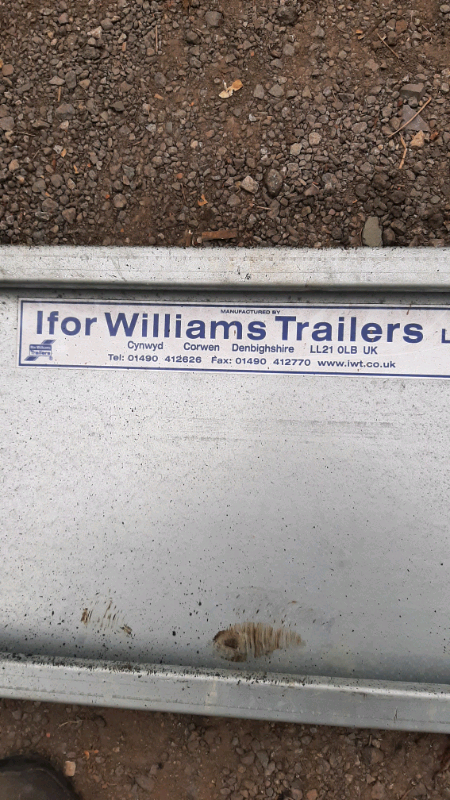 MANUFACTURED BY
Ifor Williams Trailers L
Cynwyd Corwen Denbighshire LL21 0LB UK
Tel: 01490 412626 Fax: 01490 412770 www.iwt.co.uk